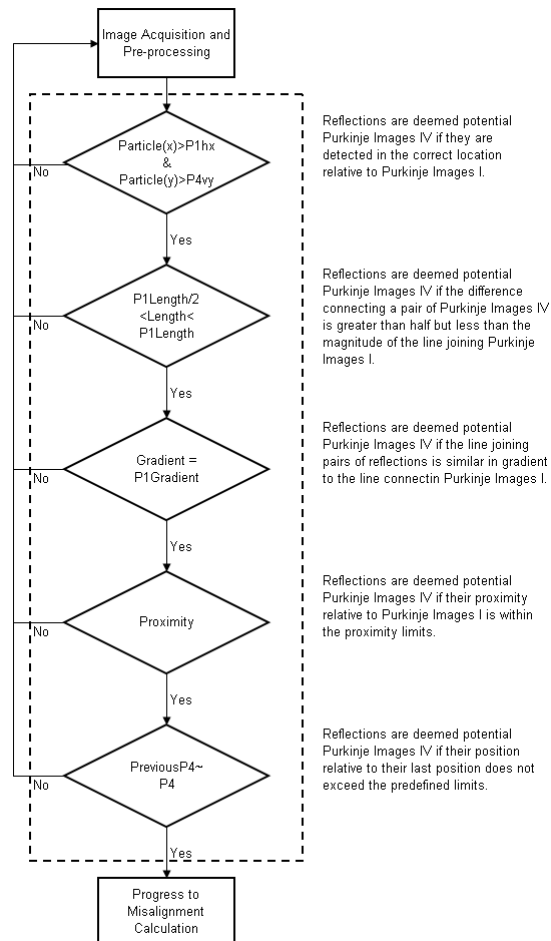 Image Acquisition and
Pre-processing
Particle(x)>P1hx
&
Particle(y)>P4vy
No
Yes
Reflections are deemed potential
Purkinje Images IV if they are
detected in the correct location
relative to Purkinje Images I.
P1Length/2
<Length<
P1Length
No
Yes
Reflections are deemed potential
Purkinje Images IV if the difference
connecting a pair of Purkinje Images IV
is greater than half but less than the
magnitude of the line joining Purkinje
Images I.
Gradient =
P1Gradient
No
Yes
Reflections are deemed potential
Purkinje Images IV if the line joining
pairs of reflections is similar in gradient
to the line connectin Purkinje Images I.
Proximity
No
Yes
Reflections are deemed potential
Purkinje Images IV if their proximity
relative to Purkinje Images I is within
the proximity limits.
PreviousP4~
P4
No
Yes
Reflections are deemed potential
Purkinje Images IV if their position
relative to their last position does not
exceed the predefined limits.
Progress to
Misalignment
Calculation